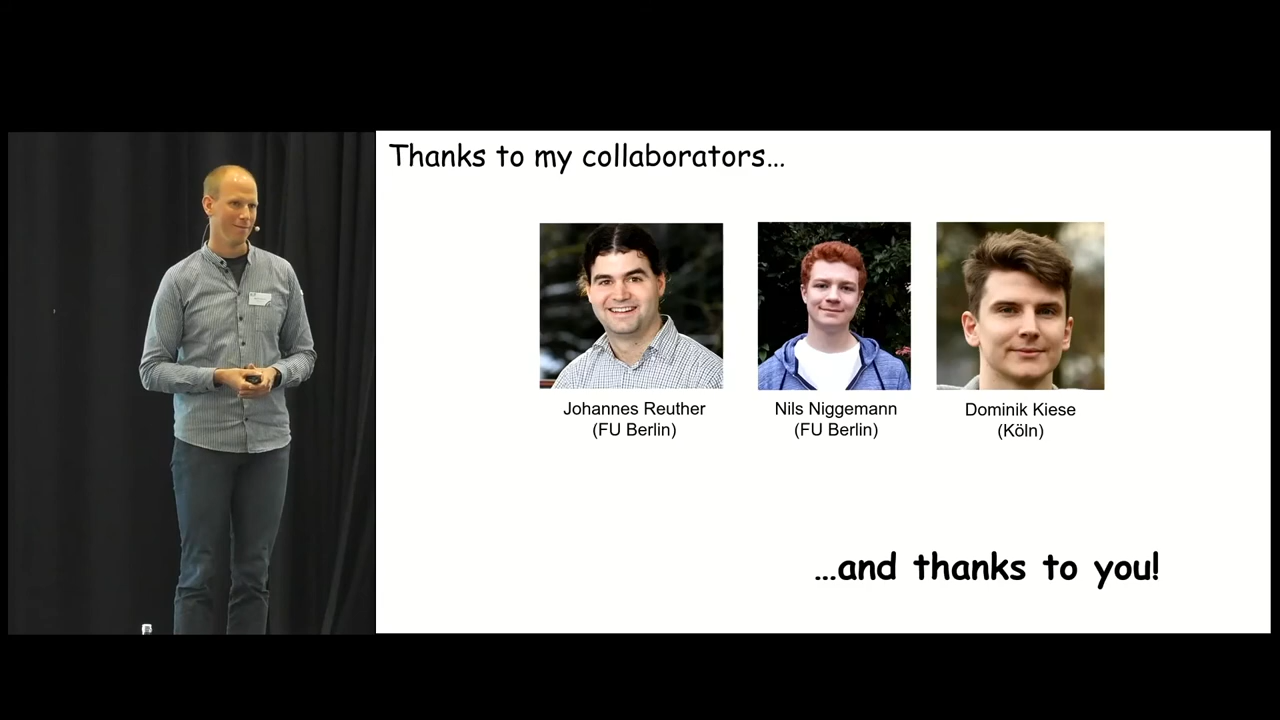 Thanks to my collaborators...
Johannes Reuther
(FU Berlin)
Nils Niggemann
(FU Berlin)
Dominik Kiese
(Köln)
...and thanks to you!